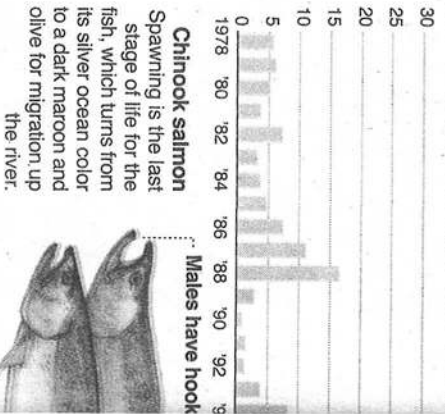 30
25
20
15
10
5
0
1978 '80 '82 '84 '86 '88 '90 '92
Chinook salmon
Spawning is the last
stage of life for the
fish, which turns from
its silver ocean color
to a dark maroon and
olive for migration up
the river.
Males have hook